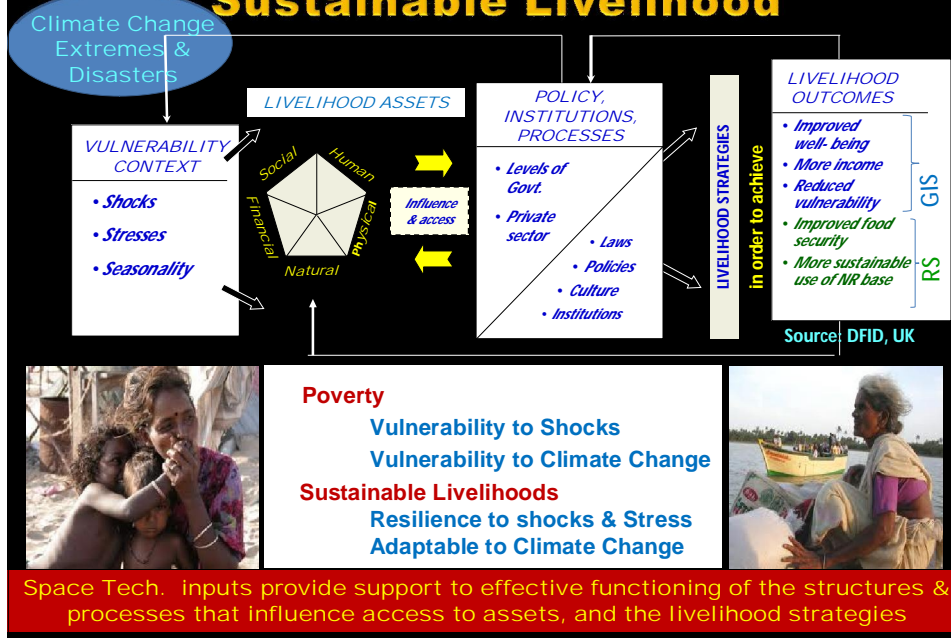 Sustainable Livelihood
Climate Change
Extremes &
Disasters
VULNERABILITY
CONTEXT
• Shocks
• Stresses
• Seasonality
LIVELIHOOD ASSETS
Social
Human
Financial
Physical
Natural
Influence
& access
POLICY,
INSTITUTIONS,
PROCESSES
• Levels of
Govt.
• Private
sector
• Laws
• Policies
• Culture
• Institutions
LIVELIHOOD STRATEGIES
in order to achieve
LIVELIHOOD
OUTCOMES
• Improved
well- being
• More income
• Reduced
vulnerability
• Improved food
security
• More sustainable
use of NR base
GIS
RS
Source: DFID, UK
Poverty
Vulnerability to Shocks
Vulnerability to Climate Change
Sustainable Livelihoods
Resilience to shocks & Stress
Adaptable to Climate Change
Space Tech. inputs provide support to effective functioning of the structures &
processes that influence access to assets, and the livelihood strategies